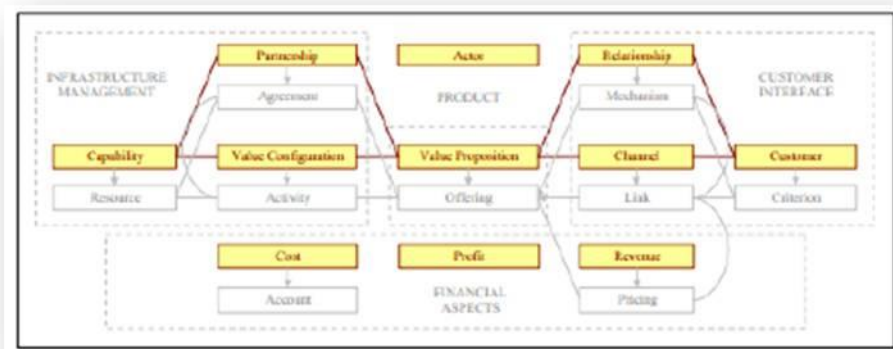 Partnership
Actor
Relationship
INFRASTRUCTURE
MANAGEMENT
Agreement
PRODUCT
Mechanism
CUSTOMER
INTERFACE
Capability
Value Configuration
Value Proposition
Channel
Customer
Resource
Activity
Offering
Link
Criterion
Cost
Profit
Revenue
Account
FINANCIAL
ASPECTS
Pricing